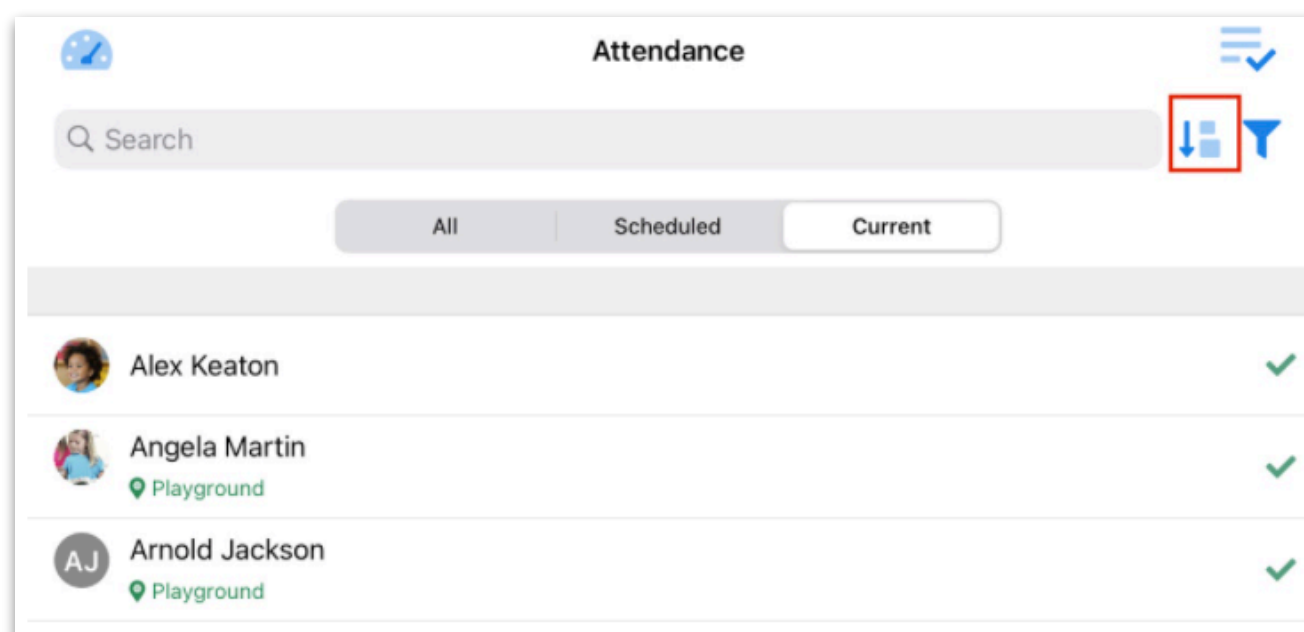 Attendance
Search
All Scheduled Current
Alex Keaton
Angela Martin
Playground
AJ
Arnold Jackson
Playground